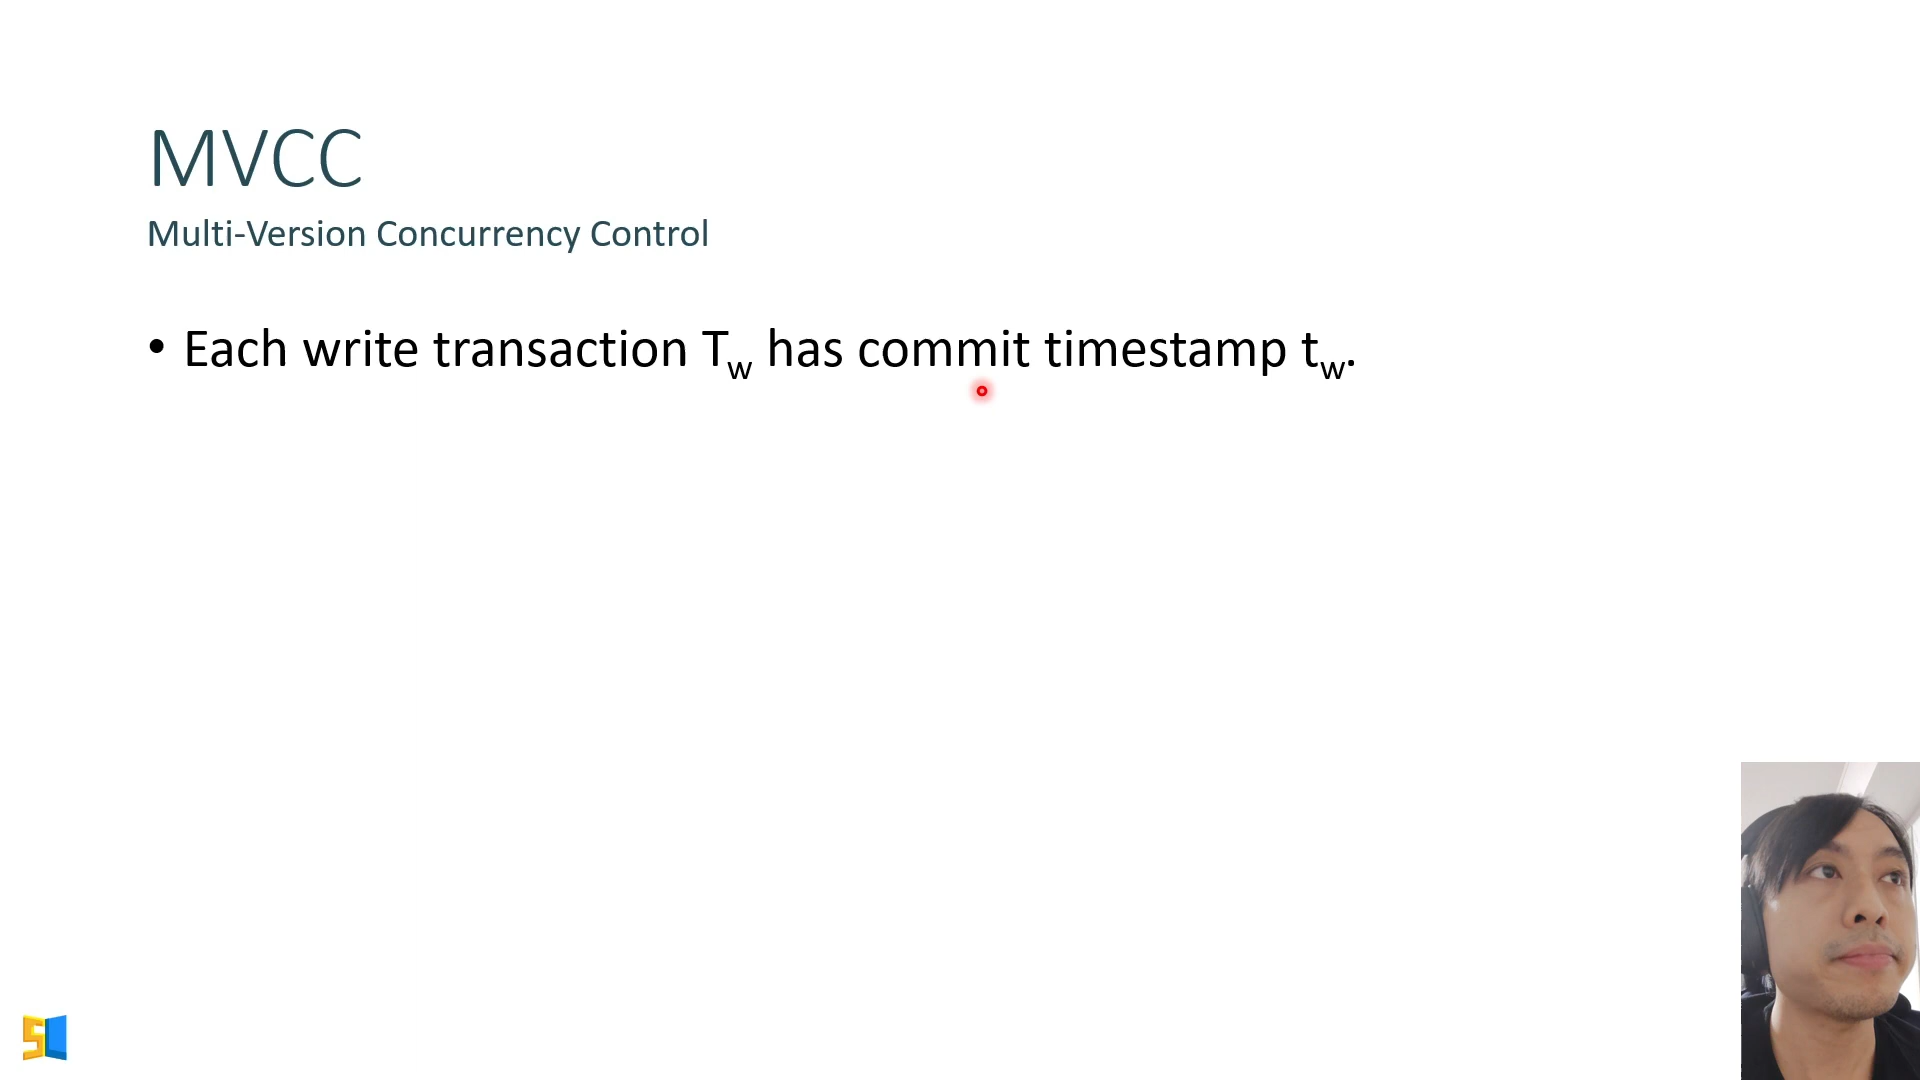 MVCC
Multi-Version Concurrency Control
• Each write transaction Tw has commit timestamp tw.